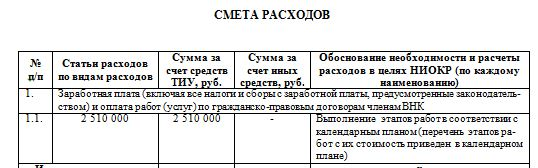 СМЕТА РАСХОДОВ
№ п/п Статьи расходов по видам расходов Сумма за счет средств ТИУ, руб. Сумма за счет иных средств, руб. Обоснование необходимости и расчеты расходов в целях НИОКР (по каждому наименованию)
1. Заработная плата (включая все налоги и сборы с заработной платы, предусмотренные законодатель-
ством) и оплата работ (услуг) по гражданско-правовым договорам членам ВНК
1.1. 2 510 000 2 510 000 - Выполнение этапов работ в соответствии с
календарным планом (перечень этапов ра-
бот с их стоимость приведен в календарном
плане)